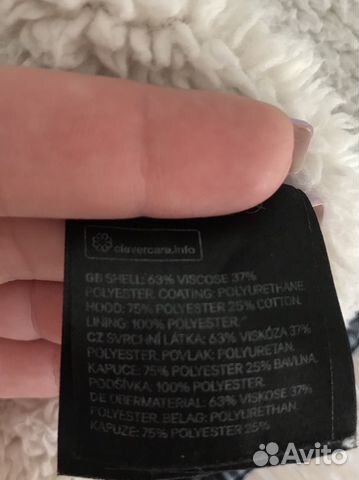 clevercare.info
GB SHELL: 63% VISCOSE 37%
POLYESTER. COATING: POLYURETHANE.
HOOD: 75% POLYESTER 25% COTTON.
LINING: 100% POLYESTER.
CZ SVRCHNÍ LÁTKA: 63% VISKÓZA 37%
POLYESTER. POVLAK: POLYURETAN.
KAPUCE: 75% POLYESTER 25% BAVLNA.
PODŠÍVKA: 100% POLYESTER.
DE OBERMATERIAL: 63% VISKOSE 37%
POLYESTER. BELAG: POLYURETHAN
KAPUZE: 75% POLYESTER 25%
Avito